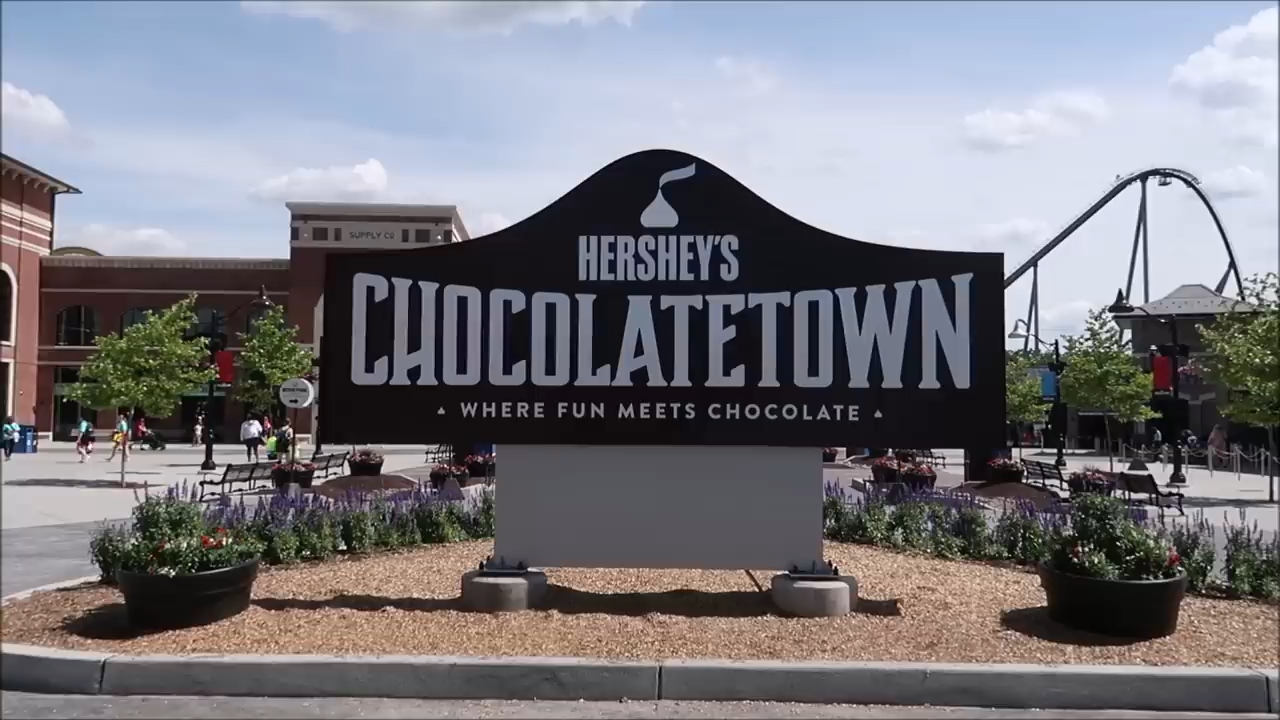 SUPPLY CO
HERSHEY'S
CHOCOLATETOWN
WHERE FUN MEETS CHOCOLATE